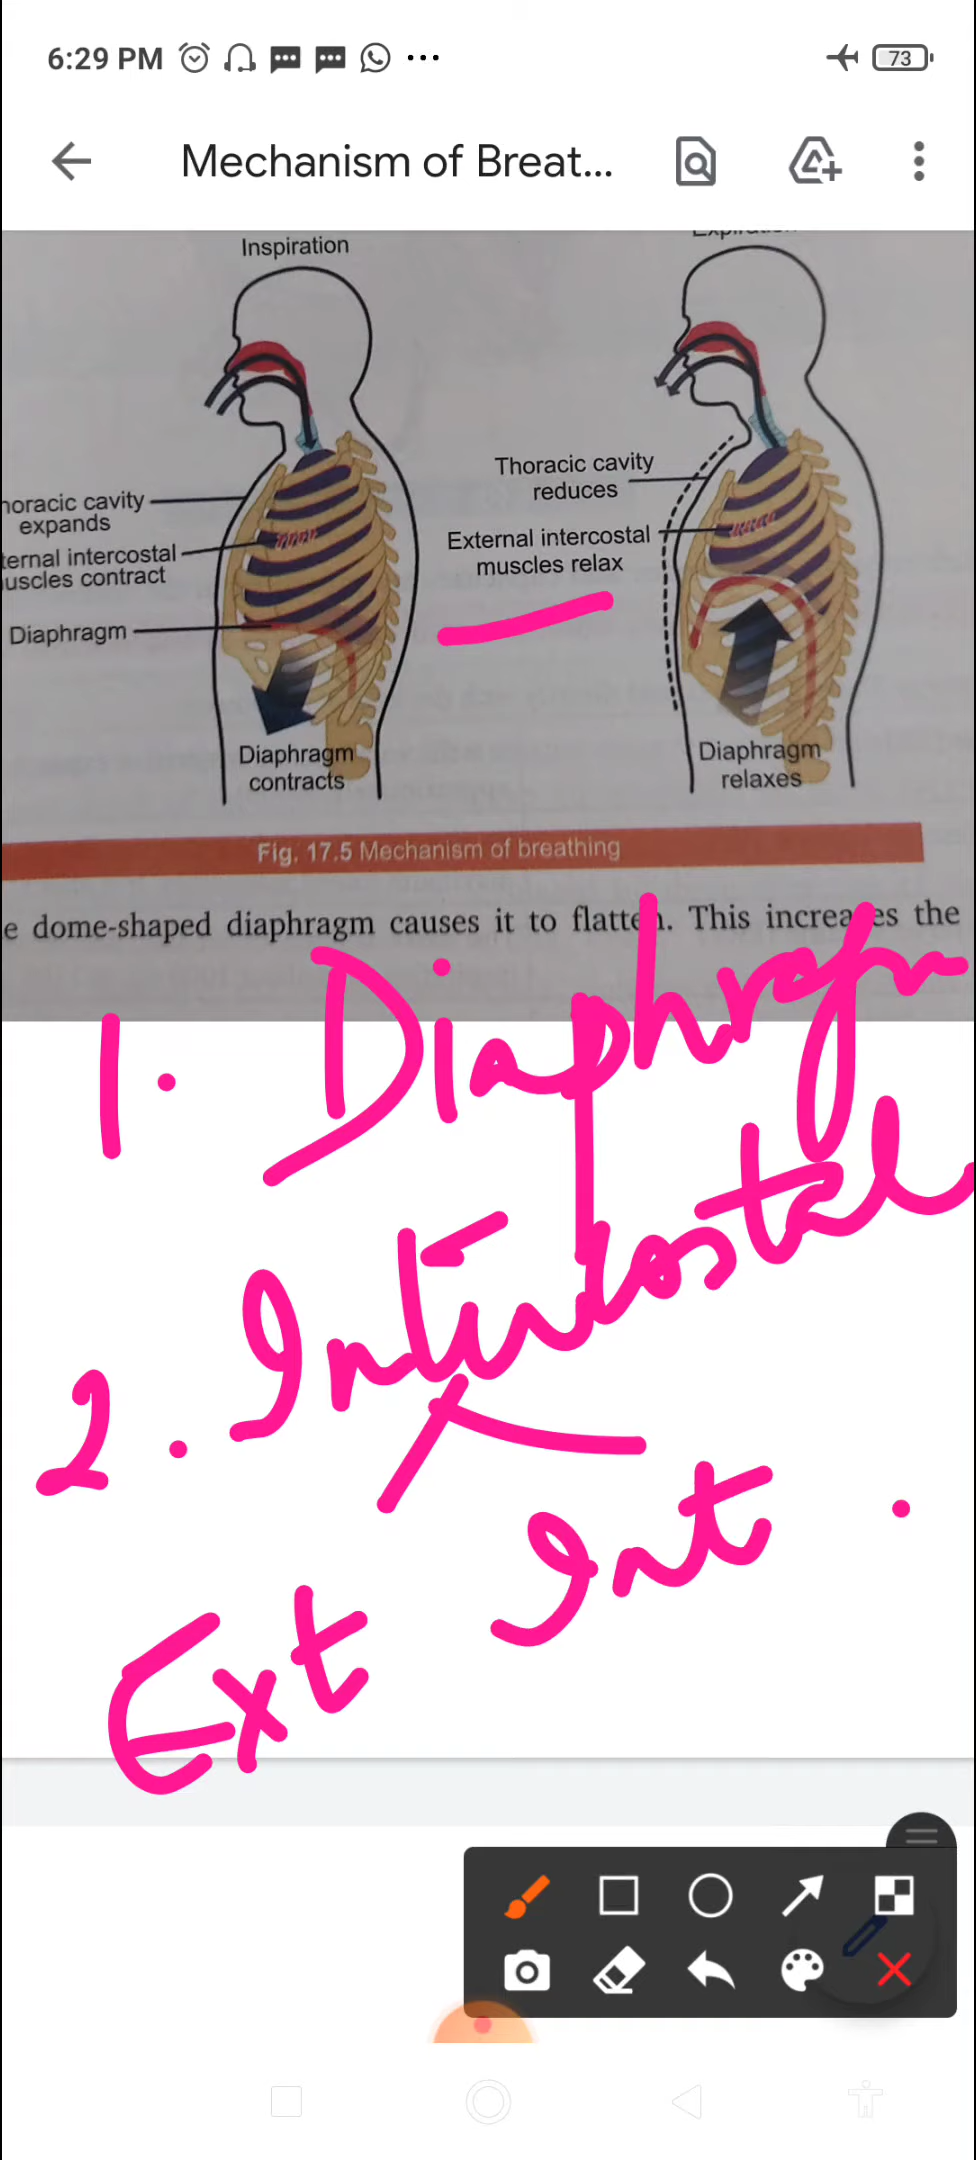 6:29 PM
73
Mechanism of Breat...
Inspiration
horacic cavity
expands
ternal intercostal
uscles contract
Diaphragm
Diaphragm
contracts
Thoracic cavity
reduces
External intercostal
muscles relax
Diaphragm
relaxes
Fig. 17.5 Mechanism of breathing
e dome-shaped diaphragm causes it to flatten. This increases the
1. Diaphragm
2. Intercostal
Ext Int.